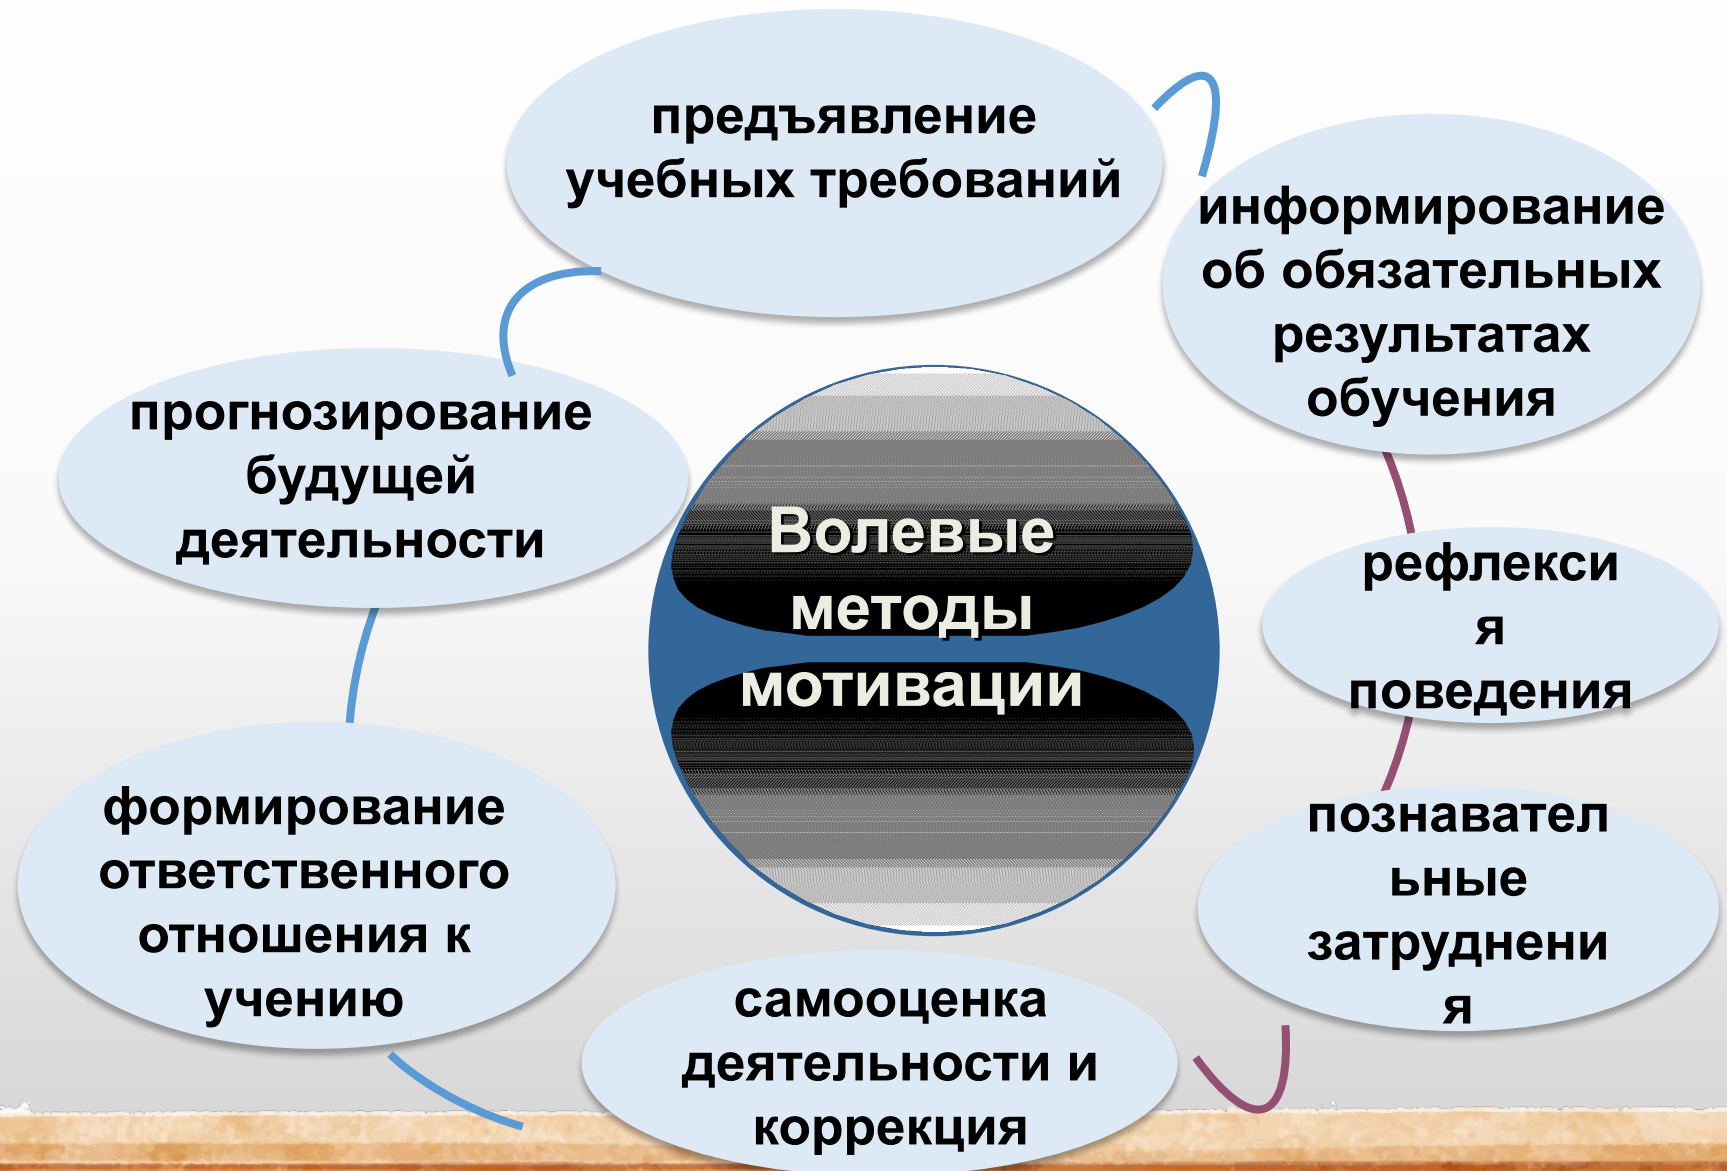 предъявление
учебных требований
информирование
об обязательных
результатах
обучения
рефлекси
я
поведения
познавател
ьные
затруднени
я
самооценка
деятельности и
коррекция
формирование
ответственного
отношения к
учению
прогнозирование
будущей
деятельности
Волевые
методы
мотивации